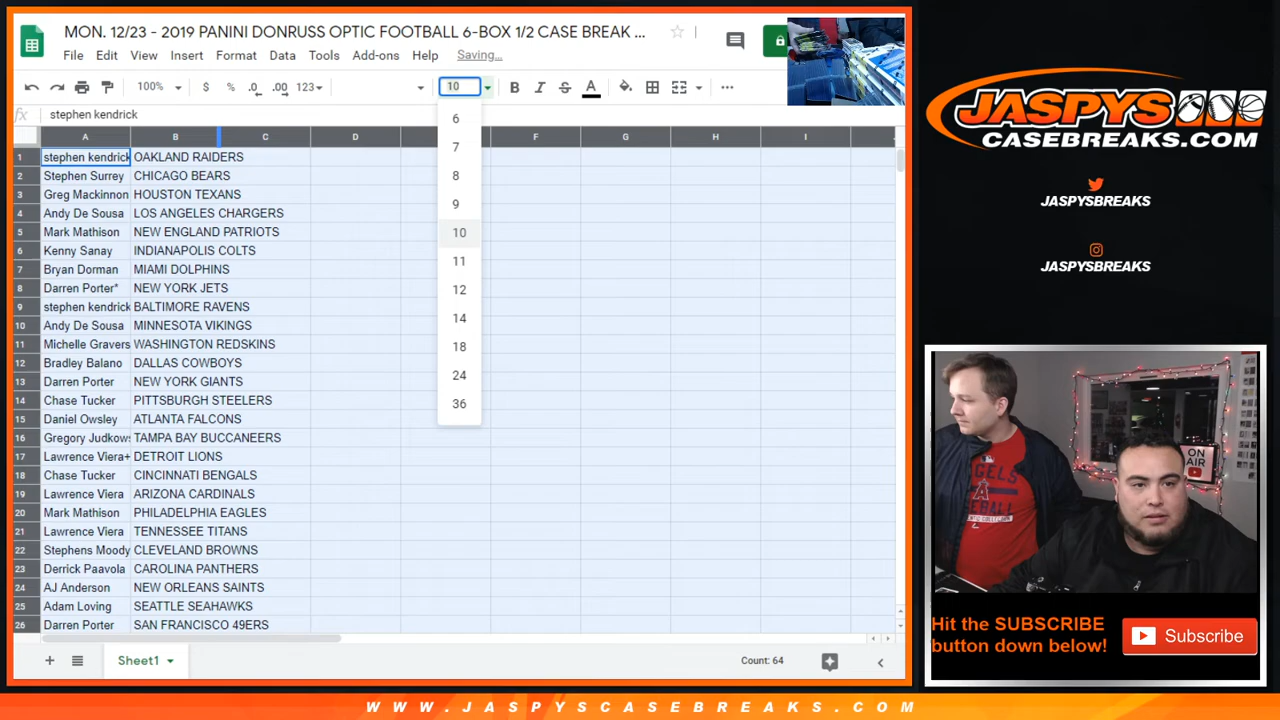 MON. 12/23 - 2019 PANINI DONRUSS OPTIC FOOTBALL 6-BOX 1/2 CASE BREAK ...
File Edit View Insert Format Data Tools Add-ons Help Saving...
100% $ % .0 .00 123 10 B I S A ...
fx stephen kendrick
A B C D F G H I
1 stephen kendrick OAKLAND RAIDERS
2 Stephen Surrey CHICAGO BEARS
3 Greg Mackinnon HOUSTON TEXANS
4 Andy De Sousa LOS ANGELES CHARGERS
5 Mark Mathison NEW ENGLAND PATRIOTS
6 Kenny Sanay INDIANAPOLIS COLTS
7 Bryan Dorman MIAMI DOLPHINS
8 Darren Porter* NEW YORK JETS
9 stephen kendrick BALTIMORE RAVENS
10 Andy De Sousa MINNESOTA VIKINGS
11 Michelle Gravers WASHINGTON REDSKINS
12 Bradley Balano DALLAS COWBOYS
13 Darren Porter NEW YORK GIANTS
14 Chase Tucker PITTSBURGH STEELERS
15 Daniel Owsley ATLANTA FALCONS
16 Gregory Judkows TAMPA BAY BUCCANEERS
17 Lawrence Viera+ DETROIT LIONS
18 Chase Tucker CINCINNATI BENGALS
19 Lawrence Viera ARIZONA CARDINALS
20 Mark Mathison PHILADELPHIA EAGLES
21 Lawrence Viera TENNESSEE TITANS
22 Stephens Moody CLEVELAND BROWNS
23 Derrick Paavola CAROLINA PANTHERS
24 AJ Anderson NEW ORLEANS SAINTS
25 Adam Loving SEATTLE SEAHAWKS
26 Darren Porter SAN FRANCISCO 49ERS
6
7
8
9
10
11
12
14
18
24
36
Sheet1
Count: 64
JASPYS
CASEBREAKS.COM
JASPYSBREAKS
JASPYSBREAKS
ANGELS
BASEBALL
ON AIR
Hit the SUBSCRIBE
button down below!
Subscribe
WWW.JASPYSCASEBREAKS.COM